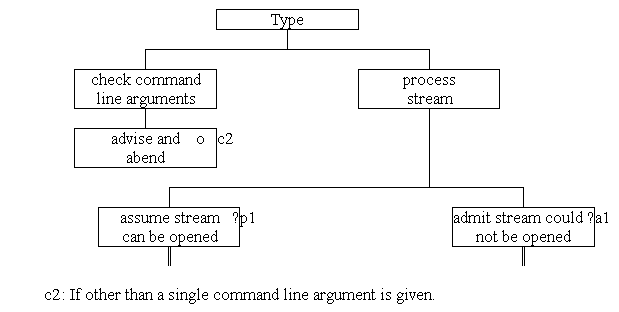 Type
check command
line arguments
process
stream
advise and o c2
abend
assume stream ?p1
can be opened
admit stream could ?a1
not be opened
c2: If other than a single command line argument is given.